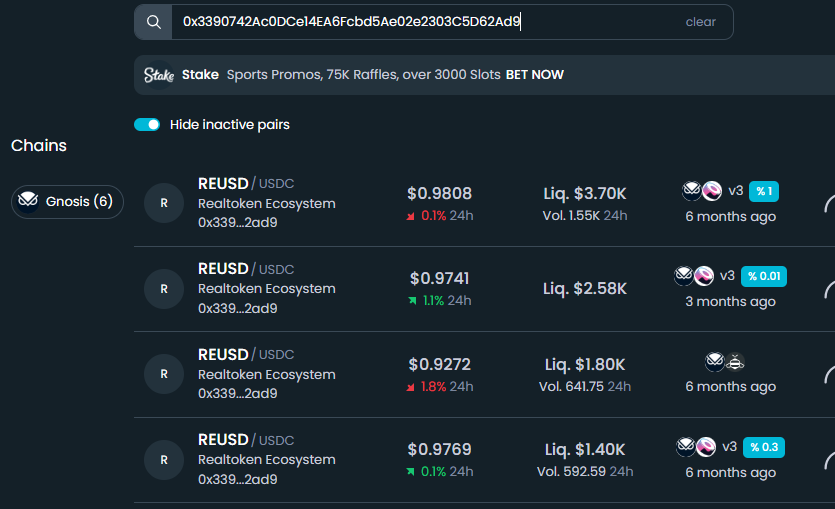 0x3390742Ac0DCe14EA6Fcbd5Ae02e2303C5D62Ad9 clear
Stake Stake Sports Promos, 75K Raffles, over 3000 Slots BET NOW
Hide inactive pairs
Chains
Gnosis (6)
R
REUSD / USDC
Realtoken Ecosystem
0x339...2ad9
$0.9808
0.1% 24h
Liq. $3.70K
Vol. 1.55K 24h
v3 % 1
6 months ago
R
REUSD / USDC
Realtoken Ecosystem
0x339...2ad9
$0.9741
1.1% 24h
Liq. $2.58K
v3 % 0.01
3 months ago
R
REUSD / USDC
Realtoken Ecosystem
0x339...2ad9
$0.9272
1.8% 24h
Liq. $1.80K
Vol. 641.75 24h
6 months ago
R
REUSD / USDC
Realtoken Ecosystem
0x339...2ad9
$0.9769
0.1% 24h
Liq. $1.40K
Vol. 592.59 24h
v3 % 0.3
6 months ago